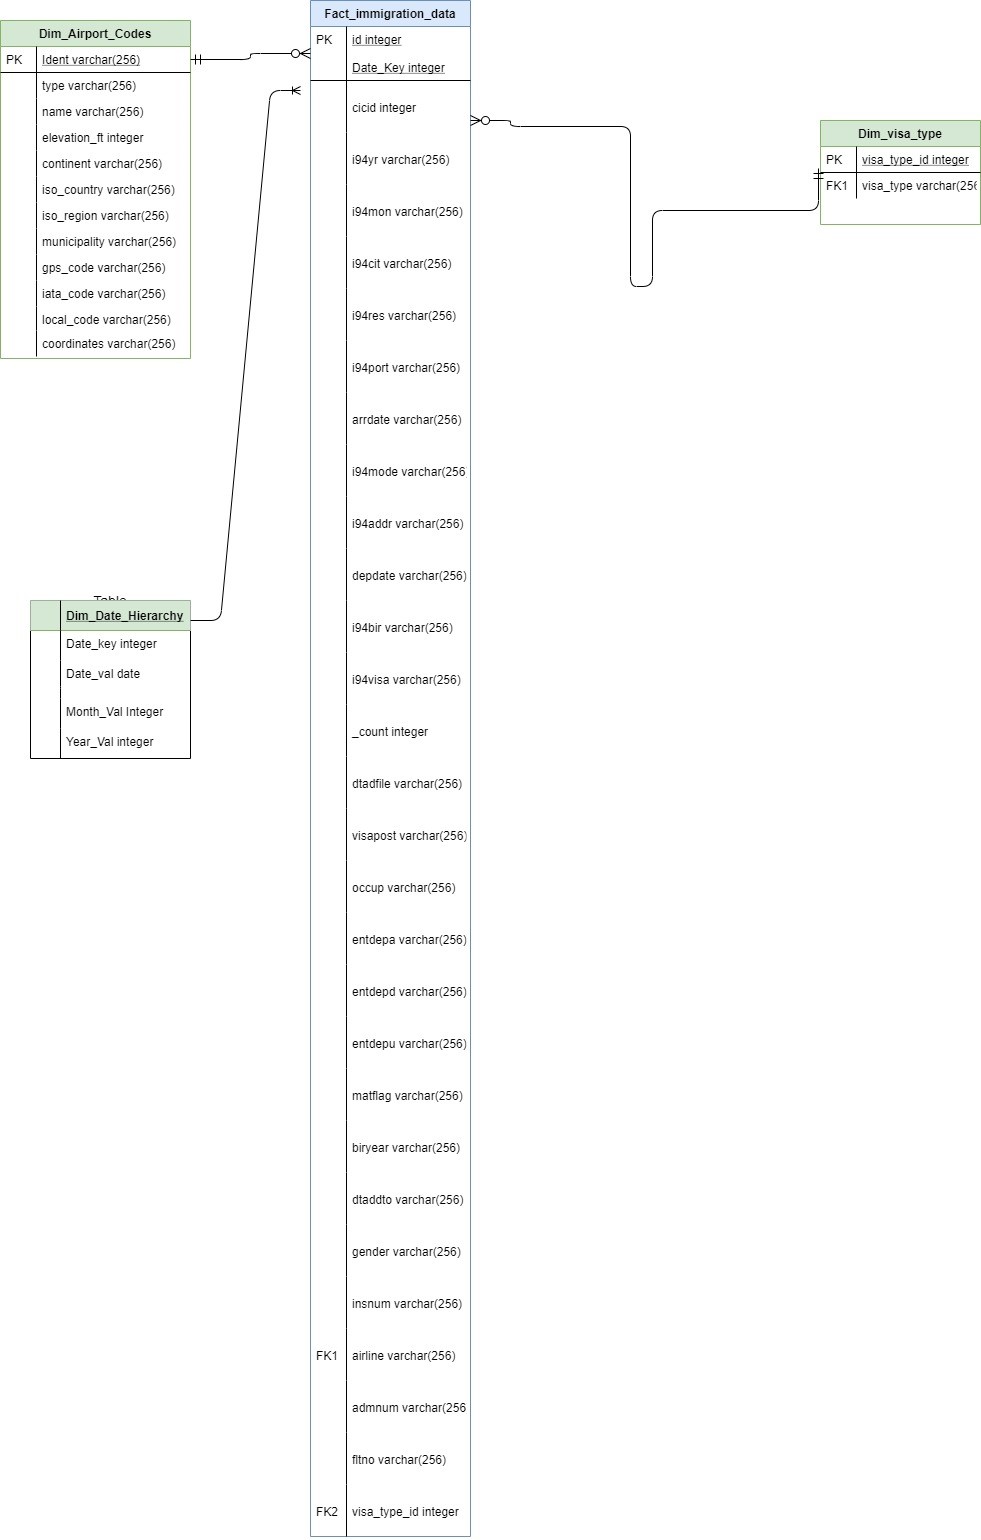 Dim_Airport_Codes
PK Ident varchar(256)
type varchar(256)
name varchar(256)
elevation_ft integer
continent varchar(256)
iso_country varchar(256)
iso_region varchar(256)
municipality varchar(256)
gps_code varchar(256)
iata_code varchar(256)
local_code varchar(256)
coordinates varchar(256)
Table
Dim_Date_Hierarchy
Date_key integer
Date_val date
Month_Val Integer
Year_Val integer
Fact_immigration_data
PK id integer
Date_Key integer
cicid integer
i94yr varchar(256)
i94mon varchar(256)
i94cit varchar(256)
i94res varchar(256)
i94port varchar(256)
arrdate varchar(256)
i94mode varchar(256
i94addr varchar(256)
depdate varchar(256)
i94bir varchar(256)
i94visa varchar(256)
_count integer
dtadfile varchar(256)
visapost varchar(256)
occup varchar(256)
entdepa varchar(256)
entdepd varchar(256)
entdepu varchar(256)
matflag varchar(256)
biryear varchar(256)
dtaddto varchar(256)
gender varchar(256)
insnum varchar(256)
FK1 airline varchar(256)
admnum varchar(256
fltno varchar(256)
FK2 visa_type_id integer
Dim_visa_type
PK visa_type_id integer
FK1 visa_type varchar(256